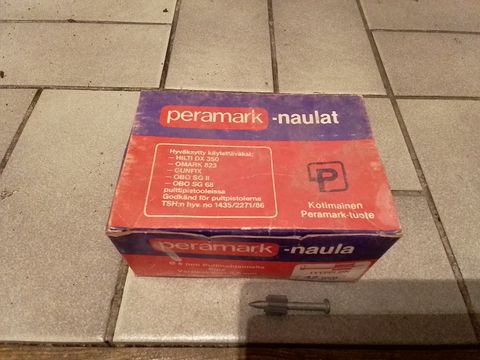 peramark -naulat
Hyväksytty käytettäväksi:
— HILTI DX 350
— OMARK 823
— GUNFIX
— OBO SG II
— OBO SG 68
pulttipistooleissa
Godkänd för pultpistolerna
TSH:n hyv. no 1435/2271/86
P
Kotimainen
Peramark-tuote
peramark -naula